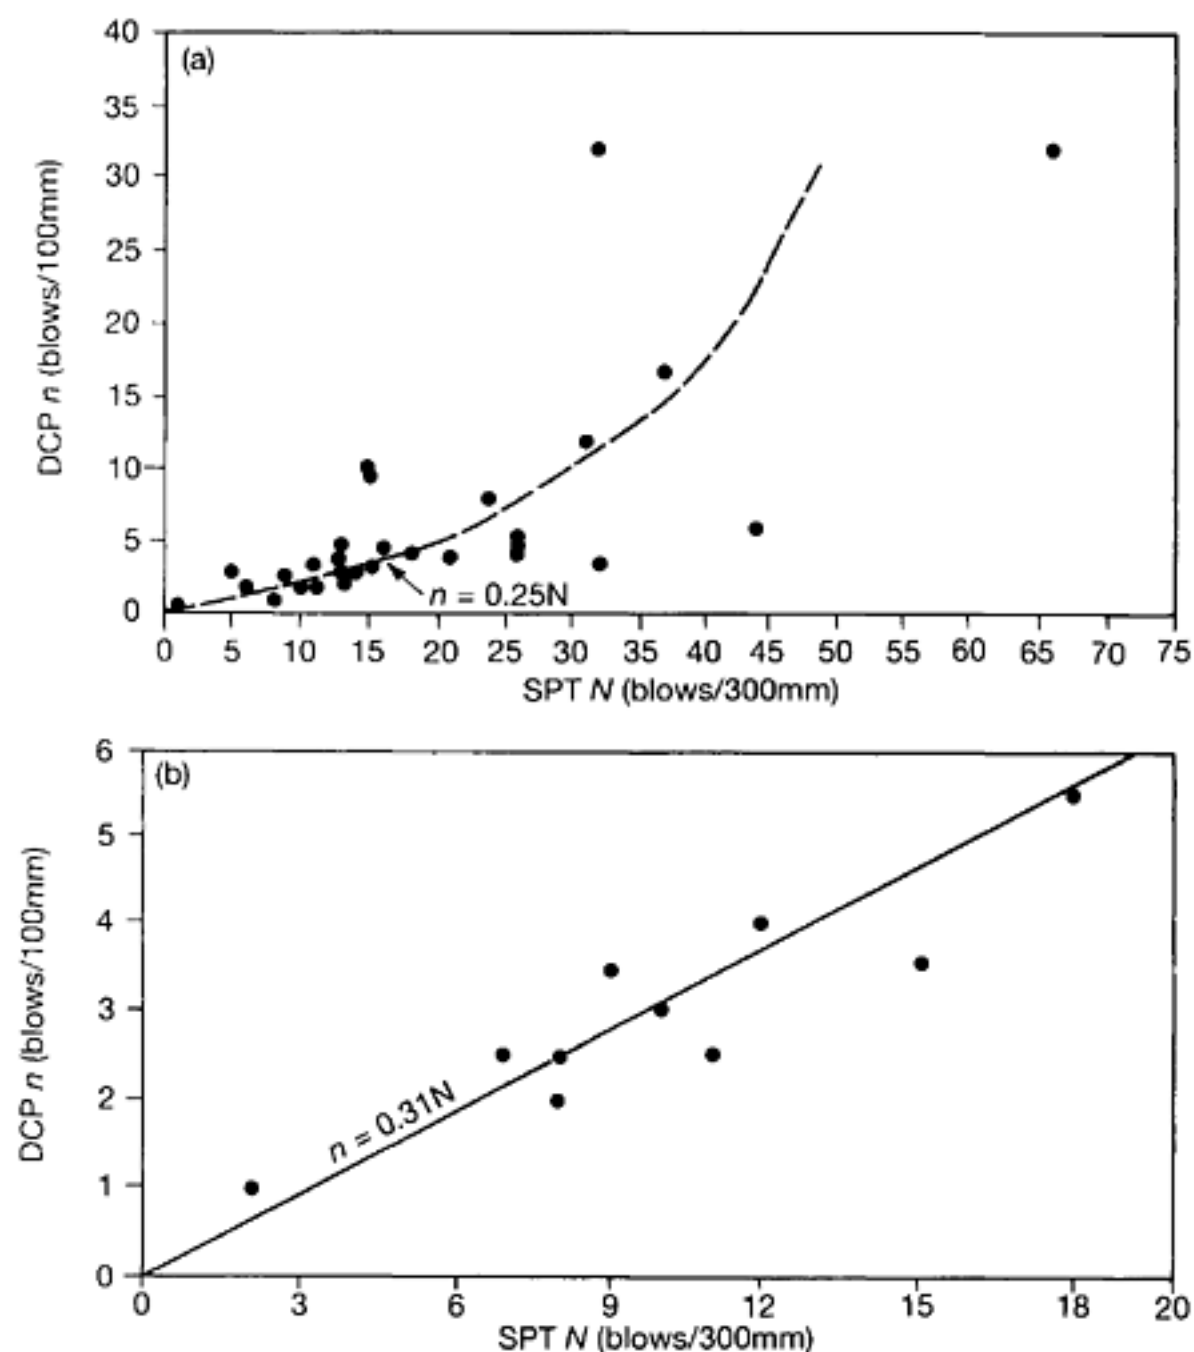 (a)
40
35
30
25
20
15
10
5
0
DCP n (blows/100mm)
n = 0.25N
0 5 10 15 20 25 30 35 40 45 50 55 60 65 70 75
SPT N (blows/300mm)
(b)
6
5
4
3
2
1
0
DCP n (blows/100mm)
n = 0.31N
0 3 6 9 12 15 18 20
SPT N (blows/300mm)